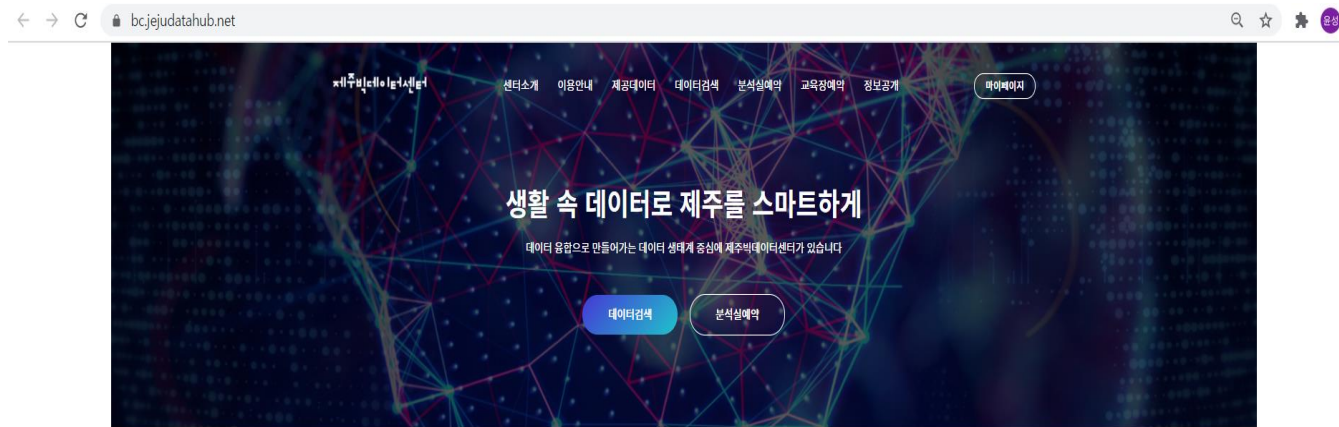 bc.jejudatahub.net
윤성
제주빅데이터센터 센터소개 이용안내 제공데이터 데이터검색 분석실예약 교육장예약 정보공개 마이페이지
생활 속 데이터로 제주를 스마트하게
데이터 융합으로 만들어가는 데이터 생태계 중심에 제주빅데이터센터가 있습니다
데이터검색 분석실예약